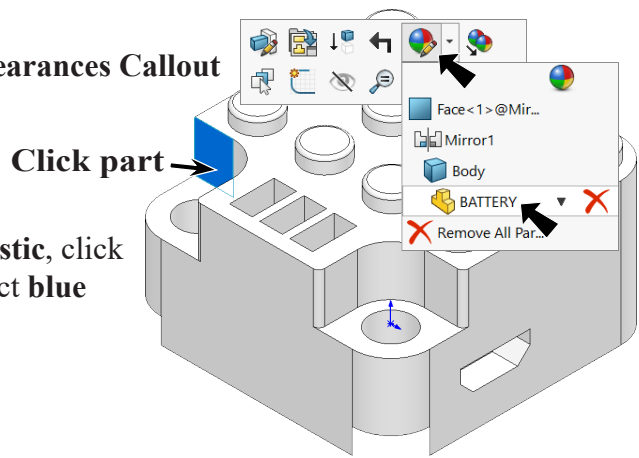 earances Callout
Face<1>@Mir...
Mirror1
Click part
Body
BATTERY
Remove All Par...
stic, click
ct blue